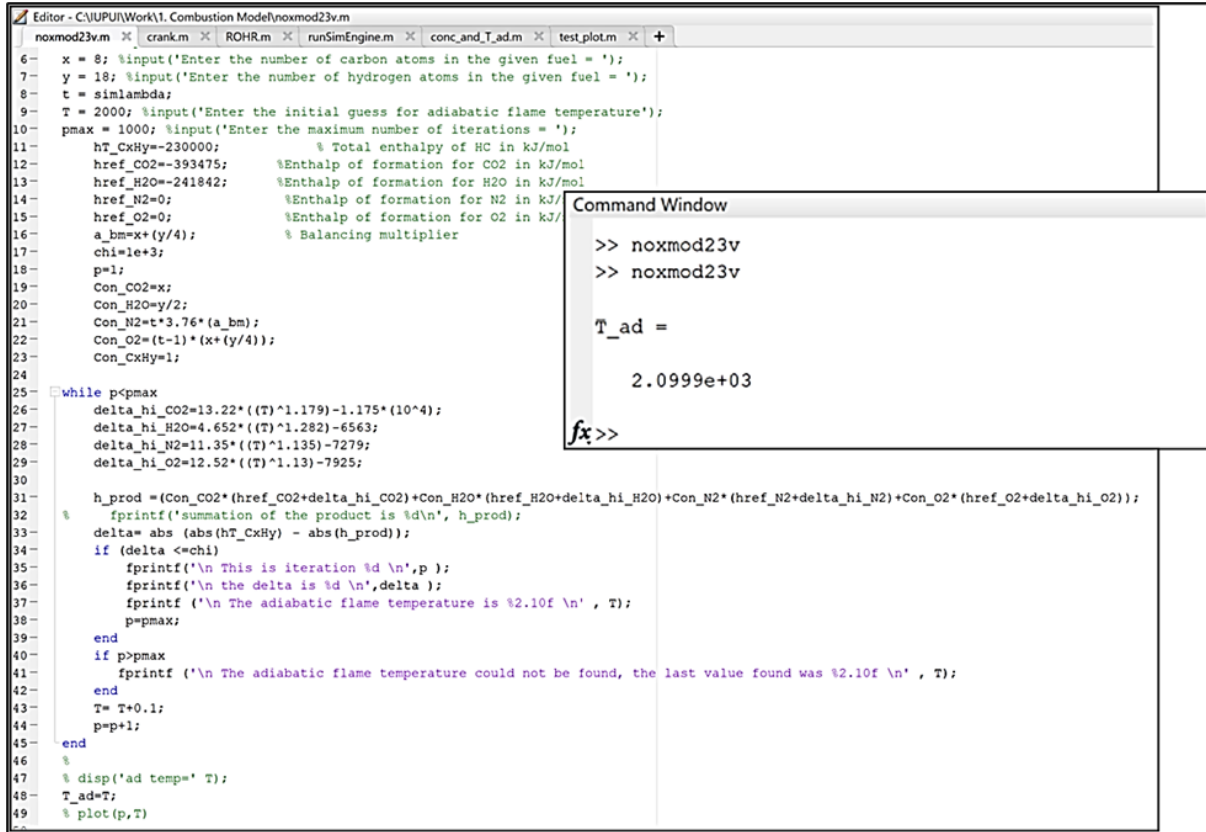 Editor - C:\IUPUI\Work\1. Combustion Model\noxmod23v.m
noxmod23v.m × crank.m × ROHR.m × runSimEngine.m × conc_and_T_ad.m × test_plot.m × +
6- x = 8; %input('Enter the number of carbon atoms in the given fuel = ');
7- y = 18; %input('Enter the number of hydrogen atoms in the given fuel = ');
8- t = simlambda;
9- T = 2000; %input('Enter the initial guess for adiabatic flame temperature');
10- pmax = 1000; %input('Enter the maximum number of iterations = ');
11- hT_CxHy=-230000; % Total enthalpy of HC in kJ/mol
12- href_CO2=-393475; %Enthalp of formation for CO2 in kJ/mol
13- href_H2O=-241842; %Enthalp of formation for H2O in kJ/mol
14- href_N2=0; %Enthalp of formation for N2 in kJ/
15- href_O2=0; %Enthalp of formation for O2 in kJ/
16- a_bm=x+(y/4); % Balancing multiplier
17- chi=1e+3;
18- p=1;
19- Con_CO2=x;
20- Con_H2O=y/2;
21- Con_N2=t*3.76*(a_bm);
22- Con_O2=(t-1)*(x+(y/4));
23- Con_CxHy=1;
24
25- while p<pmax
26- delta_hi_CO2=13.22*((T)^1.179)-1.175*(10^4);
27- delta_hi_H2O=4.652*((T)^1.282)-6563;
28- delta_hi_N2=11.35*((T)^1.135)-7279;
29- delta_hi_O2=12.52*((T)^1.13)-7925;
30
31- h_prod =(Con_CO2*(href_CO2+delta_hi_CO2)+Con_H2O*(href_H2O+delta_hi_H2O)+Con_N2*(href_N2+delta_hi_N2)+Con_O2*(href_O2+delta_hi_O2));
32 % fprintf('summation of the product is %d\n', h_prod);
33- delta= abs (abs(hT_CxHy) - abs(h_prod));
34- if (delta <=chi)
35- fprintf('\n This is iteration %d \n',p );
36- fprintf('\n the delta is %d \n',delta );
37- fprintf ('\n The adiabatic flame temperature is %2.10f \n' , T);
38- p=pmax;
39- end
40- if p>pmax
41- fprintf ('\n The adiabatic flame temperature could not be found, the last value found was %2.10f \n' , T);
42- end
43- T= T+0.1;
44- p=p+1;
45- end
46 %
47 % disp('ad temp=' T);
48- T_ad=T;
49 % plot(p,T)
Command Window
>> noxmod23v
>> noxmod23v
T_ad =
2.0999e+03
fx >>